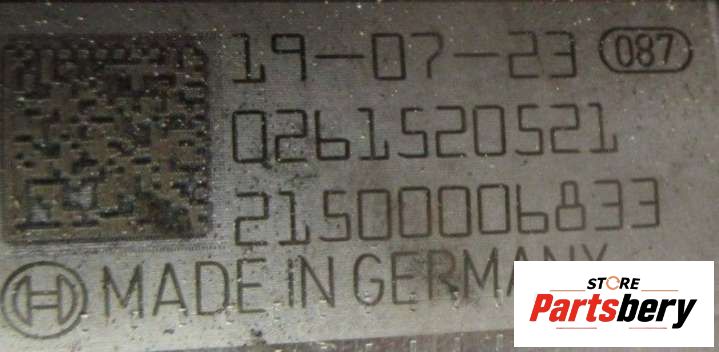 19-07-23 087
0261520521
21500006833
MADE IN GERMANY
STORE
Partsbery